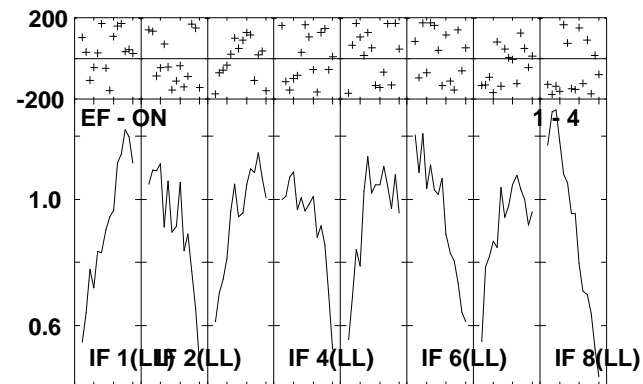 200
-200
EF - ON 1 - 4
1.0
0.6
IF 1(LL) IF 2(LL) IF 4(LL) IF 6(LL) IF 8(LL)